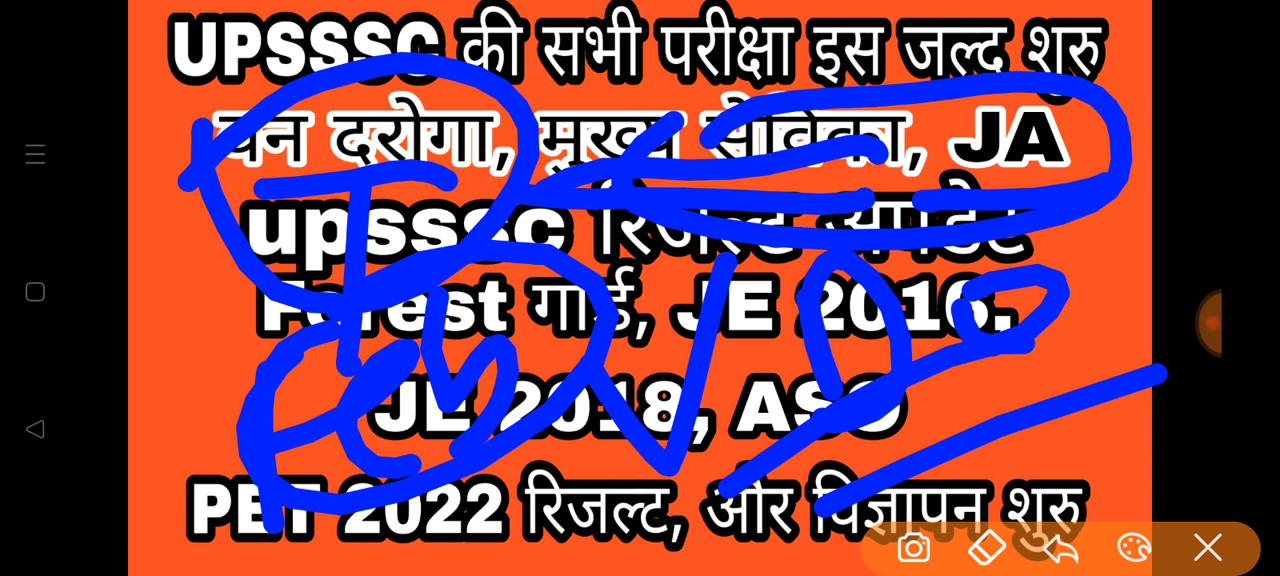 UPSSSC की सभी परीक्षा इस जल्द शुरु
वन दरोगा, मुख्य सेविका, JA
upsssc रिजल्ट अपडेट
Forest गार्ड, JE 2016,
JE 2018, ASO
PET 2022 रिजल्ट, और विज्ञापन शुरु